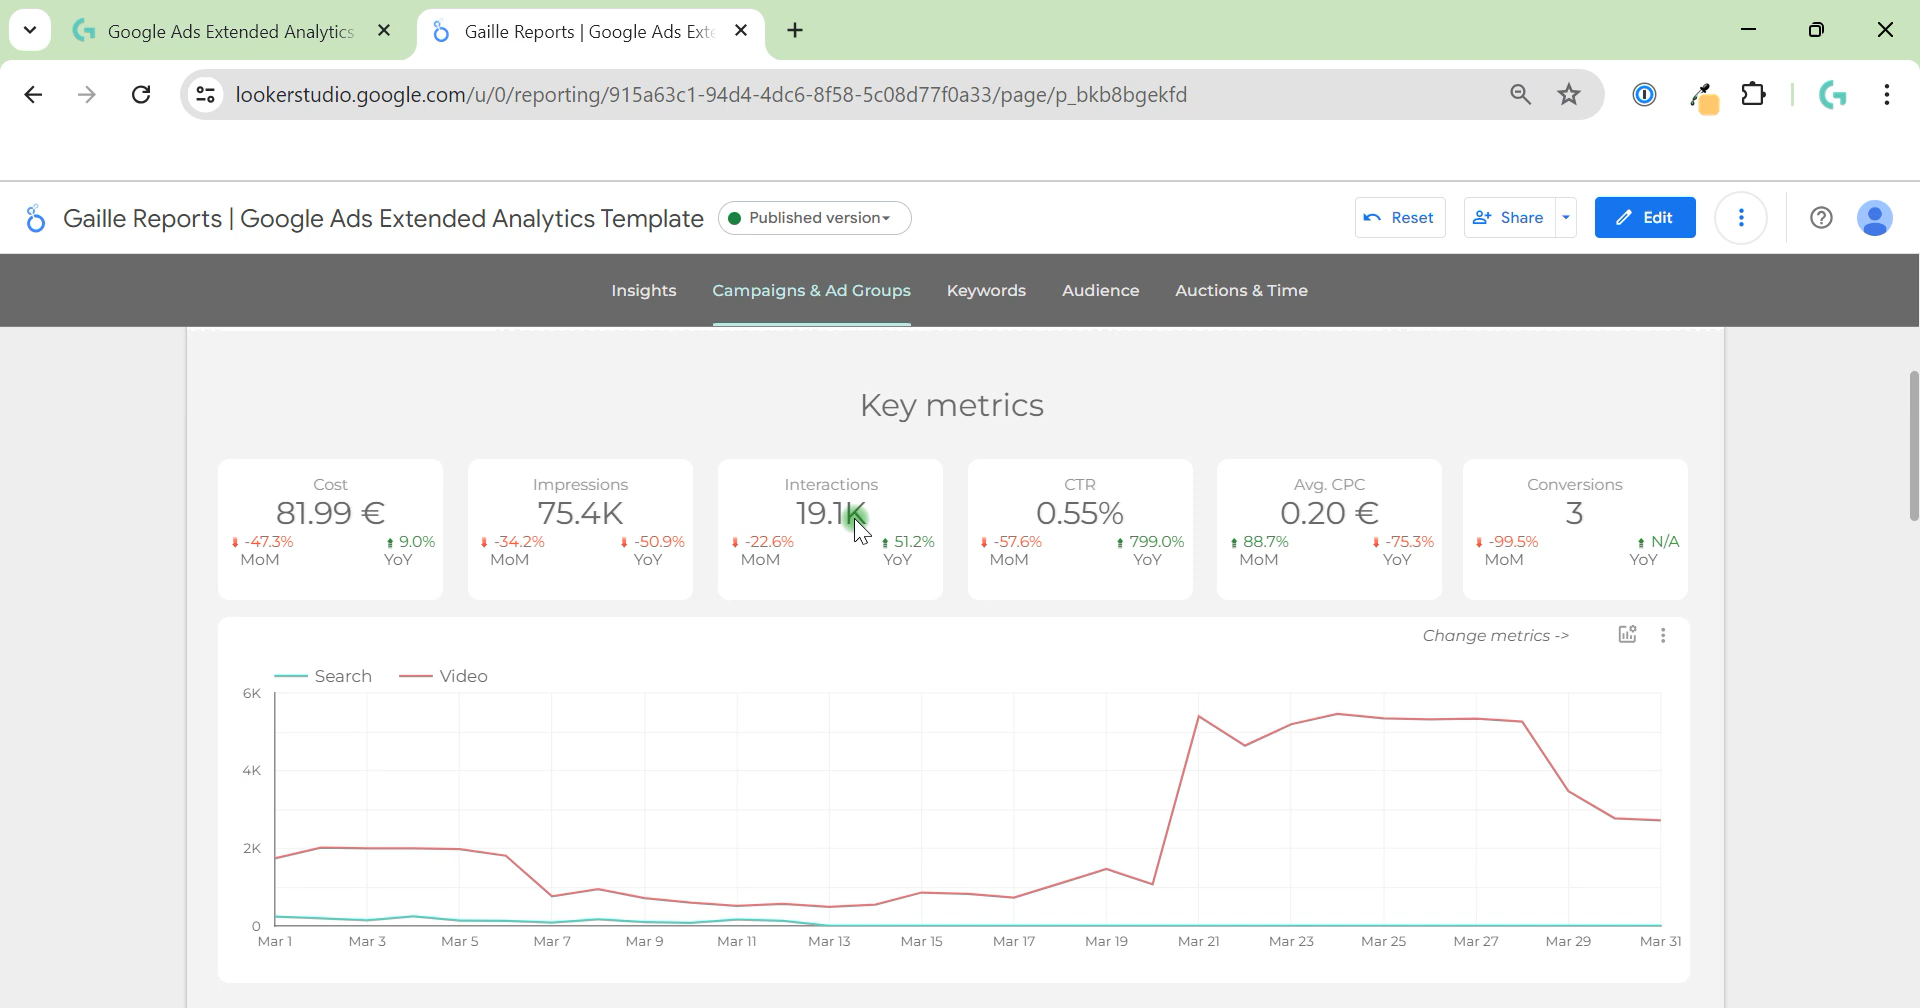 Google Ads Extended Analytics
Gaille Reports | Google Ads Exte
lookerstudio.google.com/u/0/reporting/915a63c1-94d4-4dc6-8f58-5c08d77f0a33/page/p_bkb8bgekfd
Gaille Reports | Google Ads Extended Analytics Template
Published version
Reset
Share
Edit
Insights
Campaigns & Ad Groups
Keywords
Audience
Auctions & Time
Key metrics
Cost
81.99 €
-47.3%
MoM
9.0%
YoY
Impressions
75.4K
-34.2%
MoM
-50.9%
YoY
Interactions
19.1K
-22.6%
MoM
51.2%
YoY
CTR
0.55%
-57.6%
MoM
799.0%
YoY
Avg. CPC
0.20 €
88.7%
MoM
-75.3%
YoY
Conversions
3
-99.5%
MoM
N/A
YoY
Change metrics ->
Search
Video
6K
4K
2K
0
Mar 1
Mar 3
Mar 5
Mar 7
Mar 9
Mar 11
Mar 13
Mar 15
Mar 17
Mar 19
Mar 21
Mar 23
Mar 25
Mar 27
Mar 29
Mar 31